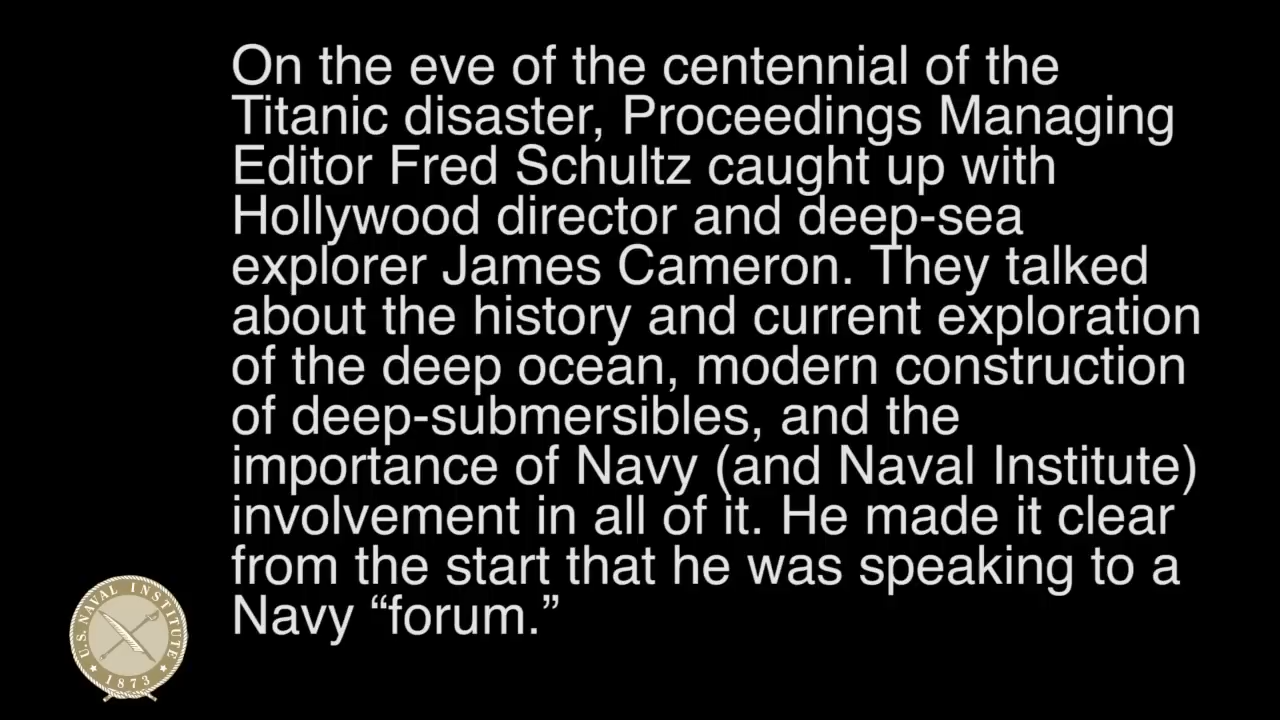 On the eve of the centennial of the
Titanic disaster, Proceedings Managing
Editor Fred Schultz caught up with
Hollywood director and deep-sea
explorer James Cameron. They talked
about the history and current exploration
of the deep ocean, modern construction
of deep-submersibles, and the
importance of Navy (and Naval Institute)
involvement in all of it. He made it clear
from the start that he was speaking to a
Navy “forum.”
U.S. NAVAL INSTITUTE
1873